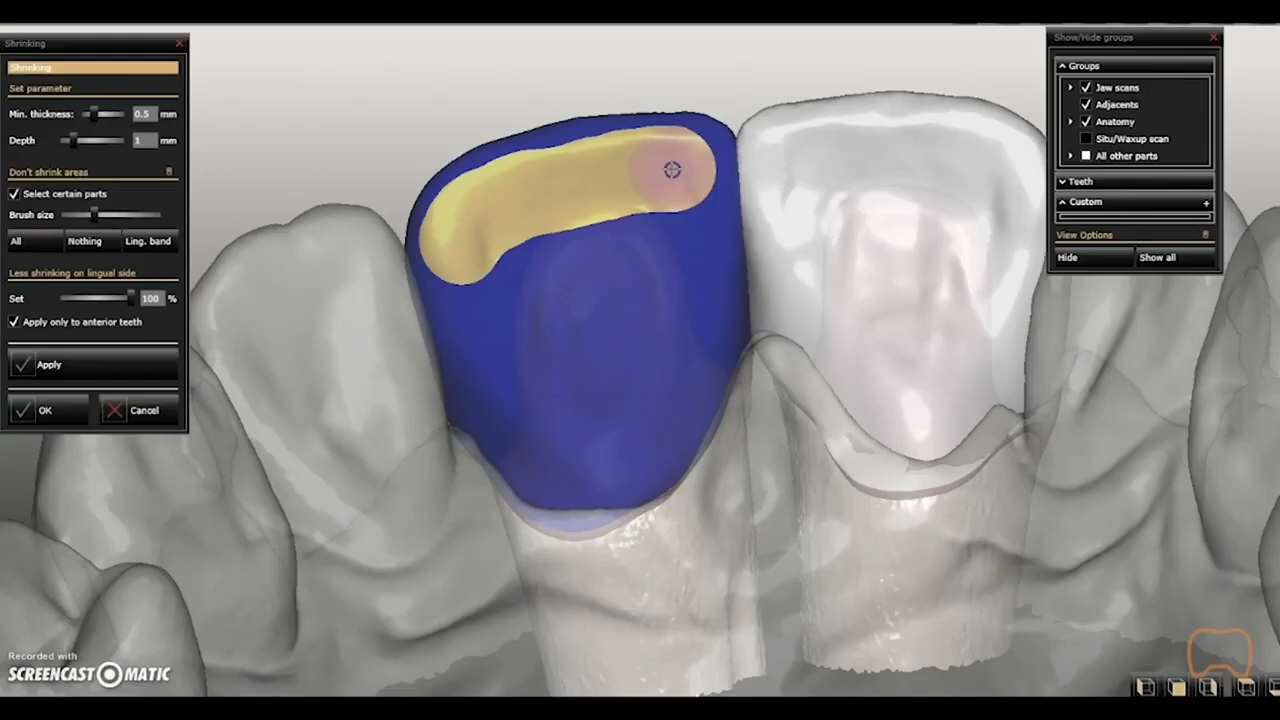 Shrinking
Shrinking
Set parameter
Min. thickness: 0.5 mm
Depth 1 mm
Don't shrink areas
Select certain parts
Brush size
All Nothing Ling. band
Less shrinking on lingual side
Set 100 %
Apply only to anterior teeth
Apply
OK Cancel
Show/Hide groups
Groups
Jaw scans
Adjacents
Anatomy
Situ/Waxup scan
All other parts
Teeth
Custom +
View Options
Hide Show all
Recorded with
SCREENCAST-O-MATIC